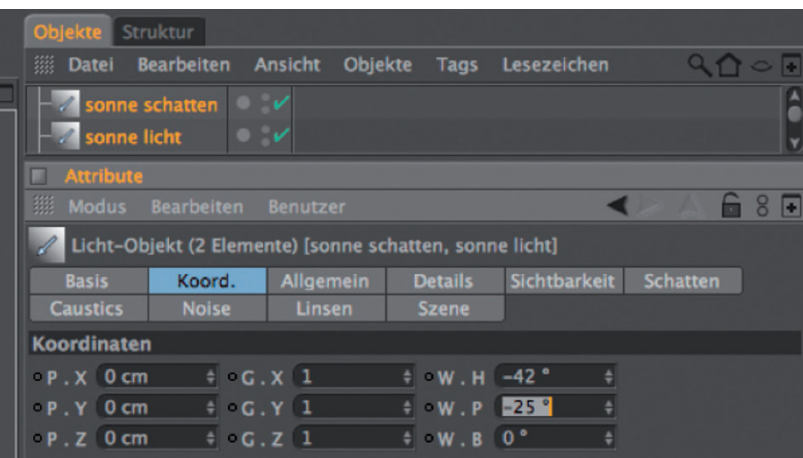 Objekte Struktur
Datei Bearbeiten Ansicht Objekte Tags Lesezeichen
sonne schatten
sonne licht
Attribute
Modus Bearbeiten Benutzer
Licht-Objekt (2 Elemente) [sonne schatten, sonne licht]
Basis Koord. Allgemein Details Sichtbarkeit Schatten
Caustics Noise Linsen Szene
Koordinaten
P . X 0 cm G . X 1 W . H -42 °
P . Y 0 cm G . Y 1 W . P -25 °
P . Z 0 cm G . Z 1 W . B 0 °